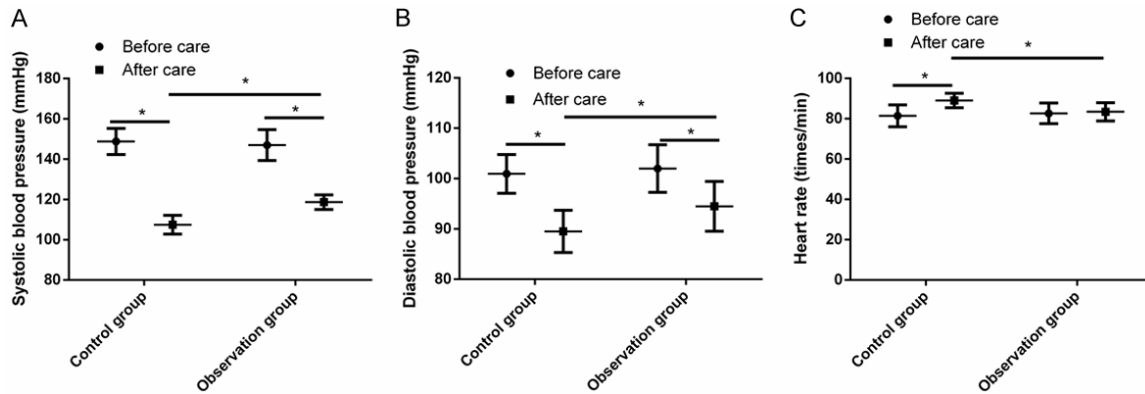 A
Before care
After care
Systolic blood pressure (mmHg)
180
160
140
120
100
80
*
*
*
Control group
Observation group
B
Before care
After care
Diastolic blood pressure (mmHg)
120
110
100
90
80
*
*
*
Control group
Observation group
C
Before care
After care
Heart rate (times/min)
100
80
60
40
20
0
*
*
Control group
Observation group